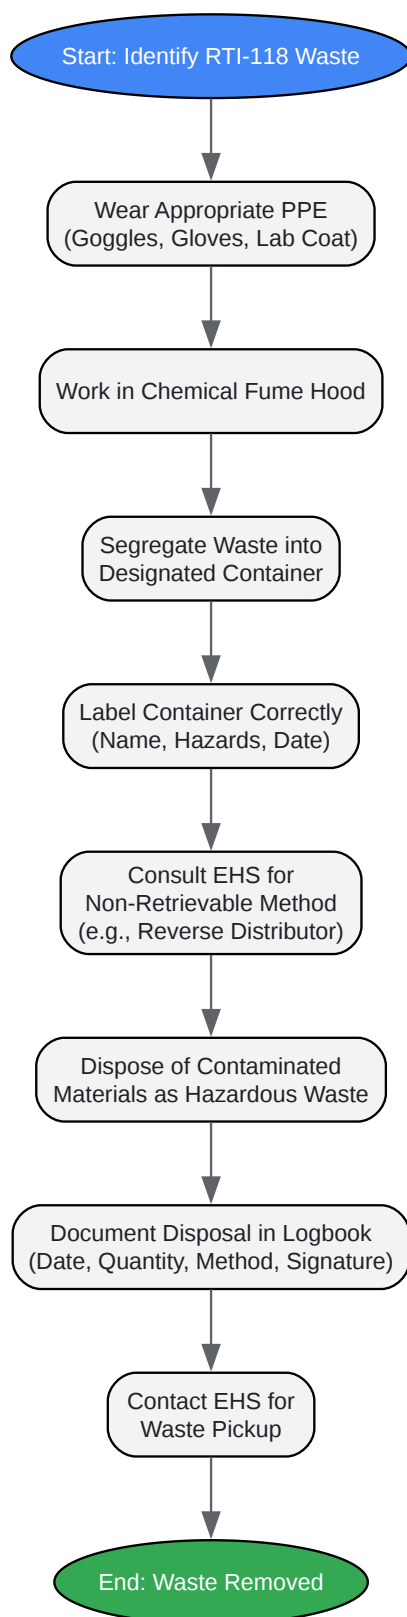 Start: Identify RTI-118 Waste
Wear Appropriate PPE
(Goggles, Gloves, Lab Coat)
Work in Chemical Fume Hood
Segregate Waste into
Designated Container
Label Container Correctly
(Name, Hazards, Date)
Consult EHS for
Non-Retrievable Method
(e.g., Reverse Distributor)
Dispose of Contaminated
Materials as Hazardous Waste
Document Disposal in Logbook
(Date, Quantity, Method, Signature)
Contact EHS for
Waste Pickup
End: Waste Removed